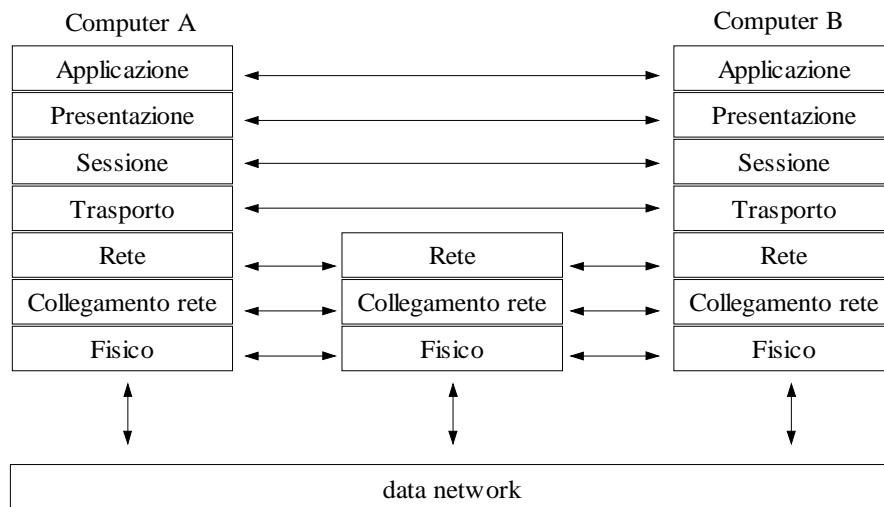 Computer A
Computer B
Applicazione
Applicazione
Presentazione
Presentazione
Sessione
Sessione
Trasporto
Trasporto
Rete
Rete
Rete
Collegamento rete
Collegamento rete
Collegamento rete
Fisico
Fisico
Fisico
data network